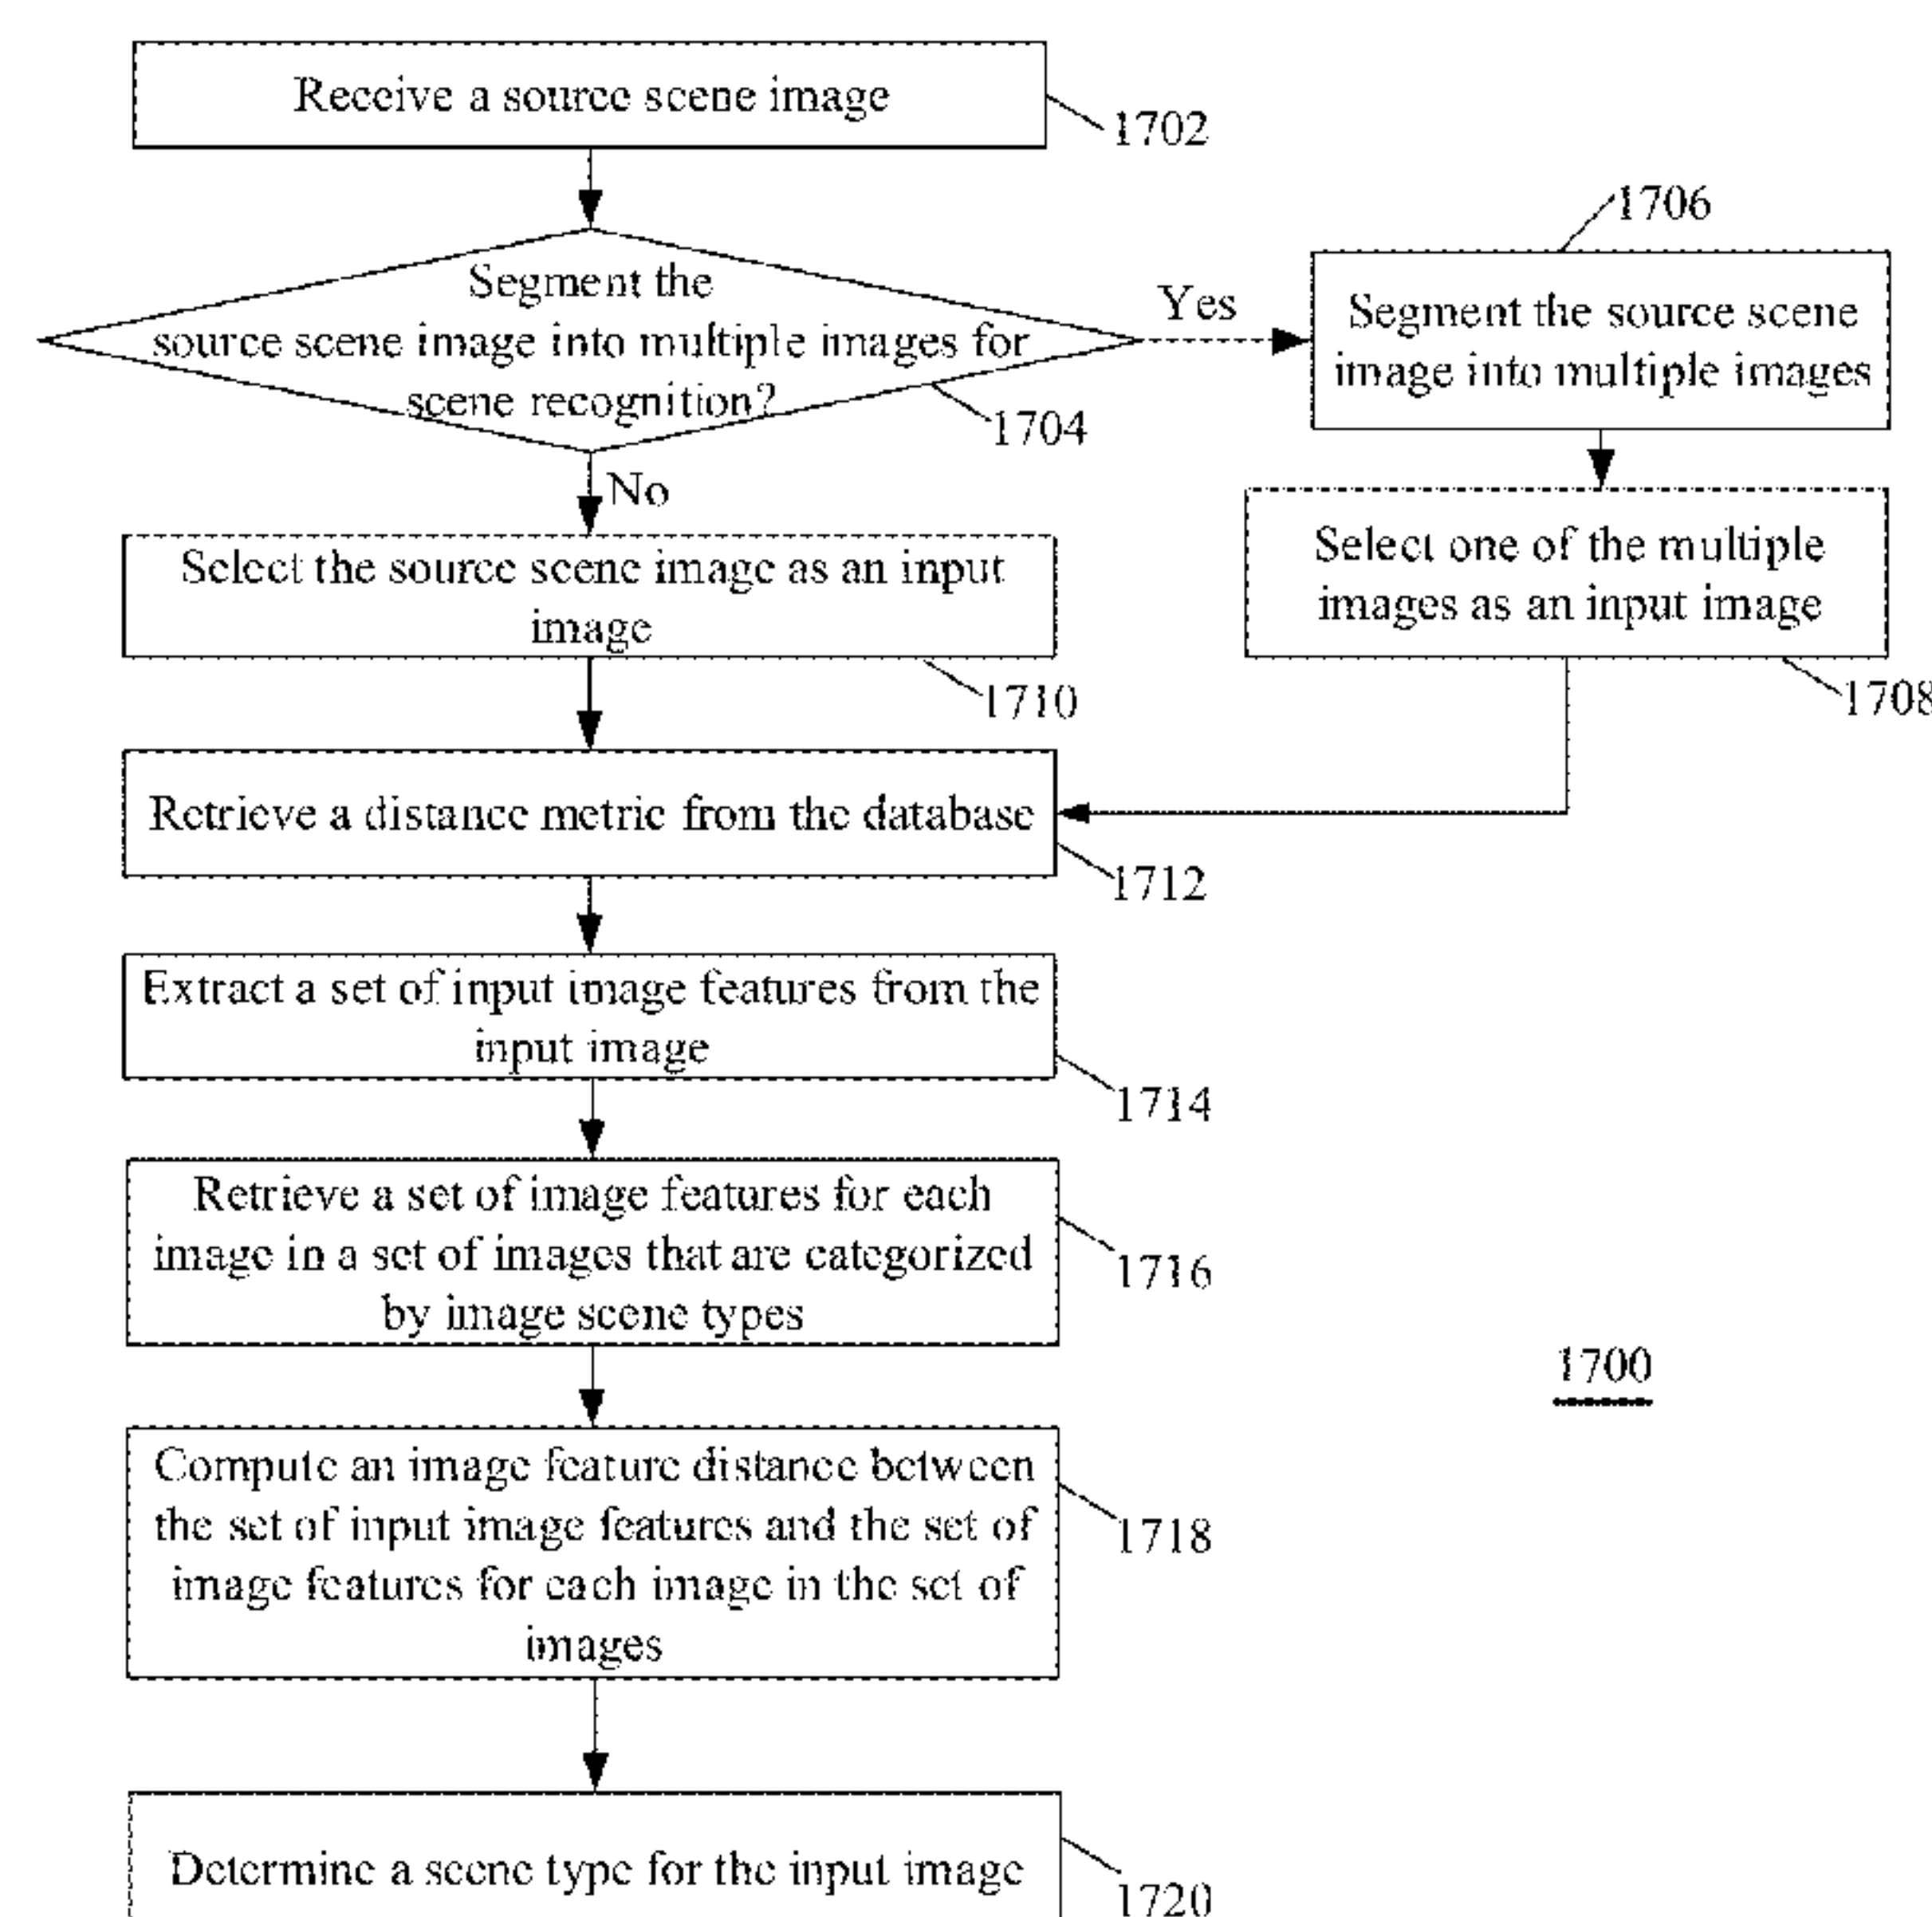 Receive a source scene image
1702
Segment the
source scene image into multiple images for
scene recognition?
1704
Yes
1706
Segment the source scene
image into multiple images
Select one of the multiple
images as an input image
1708
No
Select the source scene image as an input
image
1710
Retrieve a distance metric from the database
1712
Extract a set of input image features from the
input image
1714
Retrieve a set of image features for each
image in a set of images that are categorized
by image scene types
1716
1700
Compute an image feature distance between
the set of input image features and the set of
image features for each image in the set of
images
1718
Determine a scene type for the input image
1720